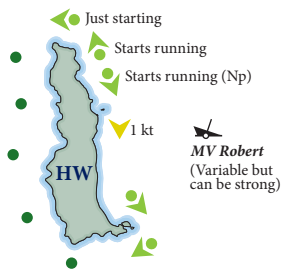 Just starting
Starts running
Starts running (Np)
1 kt
MV Robert
(Variable but
can be strong)
HW